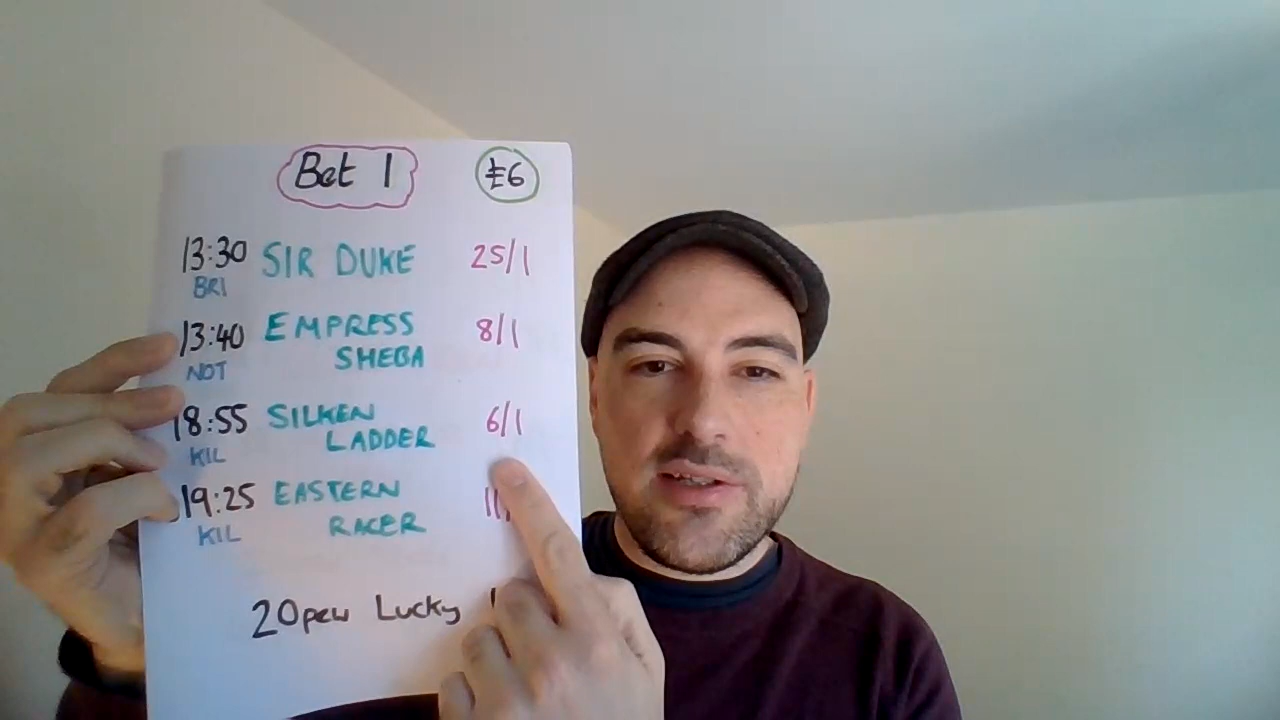 Bet 1 £6
13:30 SIR DUKE 25/1
BRI
13:40 EMPRESS 8/1
NOT SHEBA
18:55 SILKEN 6/1
KIL LADDER
19:25 EASTERN
KIL RACER
20pew Lucky